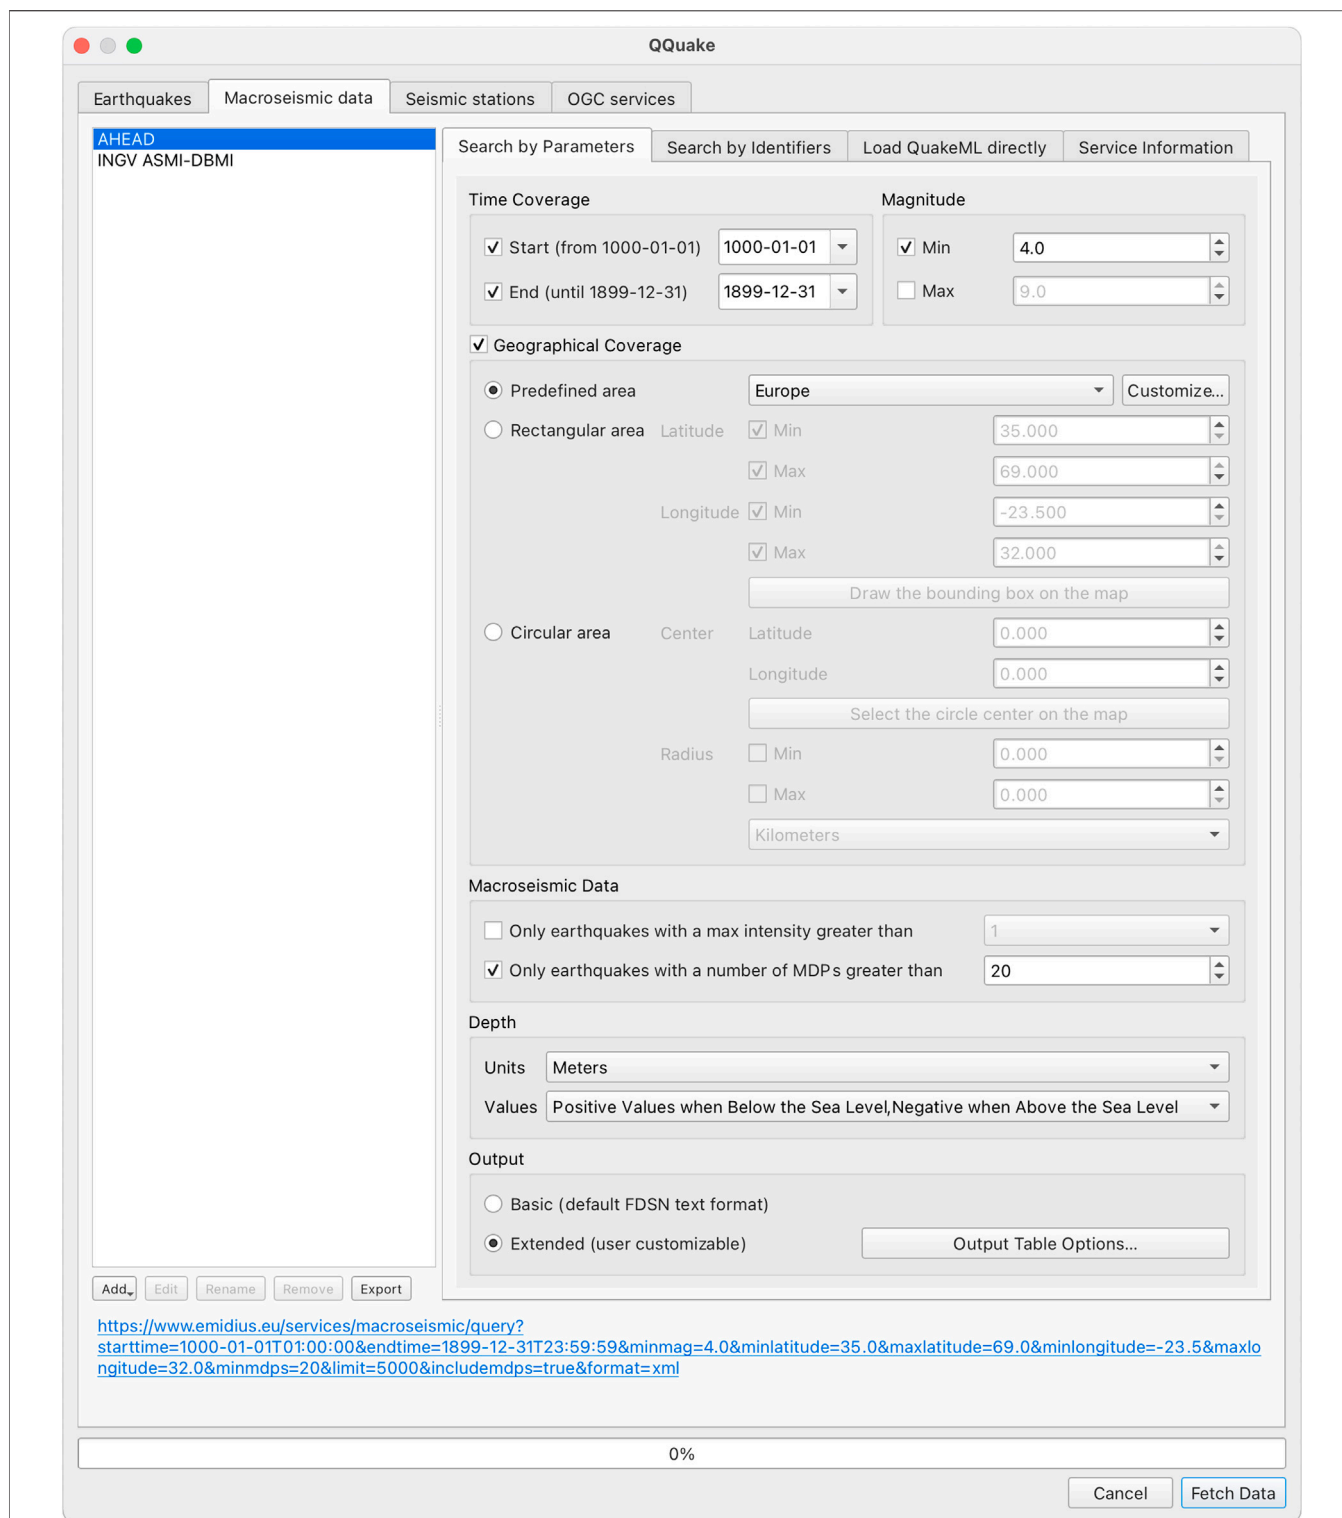 QQuake
Earthquakes
Macroseismic data
Seismic stations
OGC services
AHEAD
INGV ASMI-DBMI
Search by Parameters
Search by Identifiers
Load QuakeML directly
Service Information
Time Coverage
Start (from 1000-01-01) 1000-01-01
End (until 1899-12-31) 1899-12-31
Magnitude
Min 4.0
Max 9.0
Geographical Coverage
Predefined area Europe Customize...
Rectangular area Latitude Min 35.000
Max 69.000
Longitude Min -23.500
Max 32.000
Draw the bounding box on the map
Circular area Center Latitude 0.000
Longitude 0.000
Select the circle center on the map
Radius Min 0.000
Max 0.000
Kilometers
Macroseismic Data
Only earthquakes with a max intensity greater than 1
Only earthquakes with a number of MDPs greater than 20
Depth
Units Meters
Values Positive Values when Below the Sea Level,Negative when Above the Sea Level
Output
Basic (default FDSN text format)
Extended (user customizable) Output Table Options...
Add Edit Rename Remove Export
https://www.emidius.eu/services/macroseismic/query?
starttime=1000-01-01T01:00:00&endtime=1899-12-31T23:59:59&minmag=4.0&minlatitude=35.0&maxlatitude=69.0&minlongitude=-23.5&maxlo
ngitude=32.0&minmdps=20&limit=5000&includemdps=true&format=xml
0%
Cancel Fetch Data